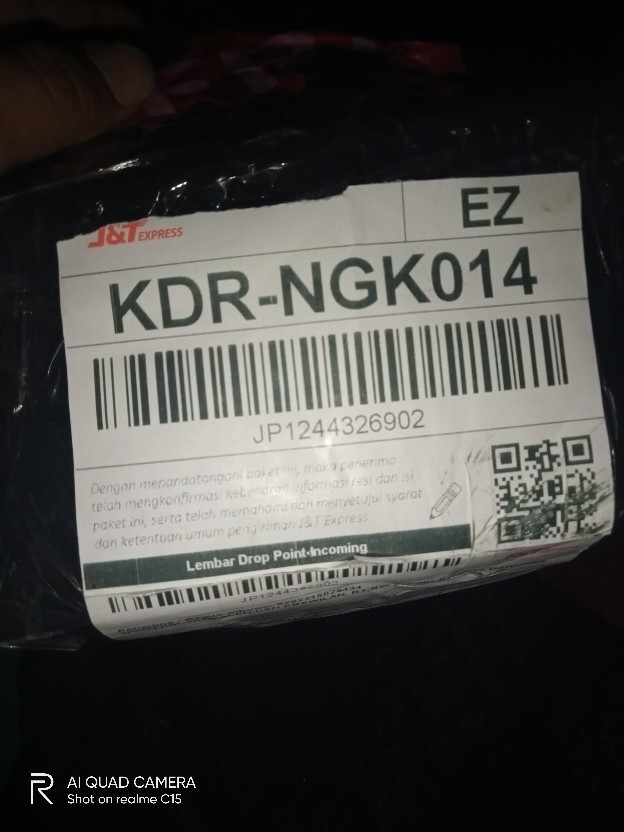 J&T EXPRESS
EZ
KDR-NGK014
JP1244326902
Dengan menandatangani paket ini, maka penerima
telah mengkonfirmasi kebenaran informasi resi dan isi
paket ini, serta telah memahami dan menyetujui syarat
dan ketentuan umum pengiriman J&T Express
Lembar Drop Point-Incoming
JP1244326902
AI QUAD CAMERA
Shot on realme C15